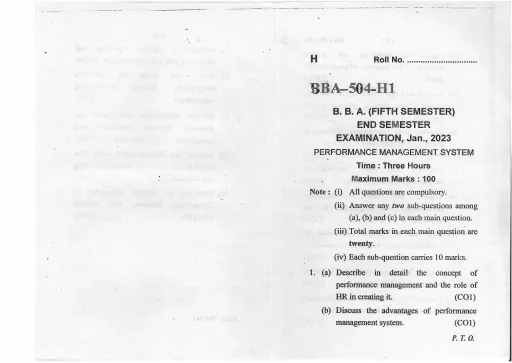 H Roll No. ..............................
BBA–504–H1
B. B. A. (FIFTH SEMESTER)
END SEMESTER
EXAMINATION, Jan., 2023
PERFORMANCE MANAGEMENT SYSTEM
Time : Three Hours
Maximum Marks : 100
Note : (i) All questions are compulsory.
(ii) Answer any two sub-questions among
(a), (b) and (c) in each main question.
(iii) Total marks in each main question are
twenty.
(iv) Each sub-question carries 10 marks.
1. (a) Describe in detail the concept of
performance management and the role of
HR in creating it. (CO1)
(b) Discuss the advantages of performance
management system. (CO1)
P. T. O.